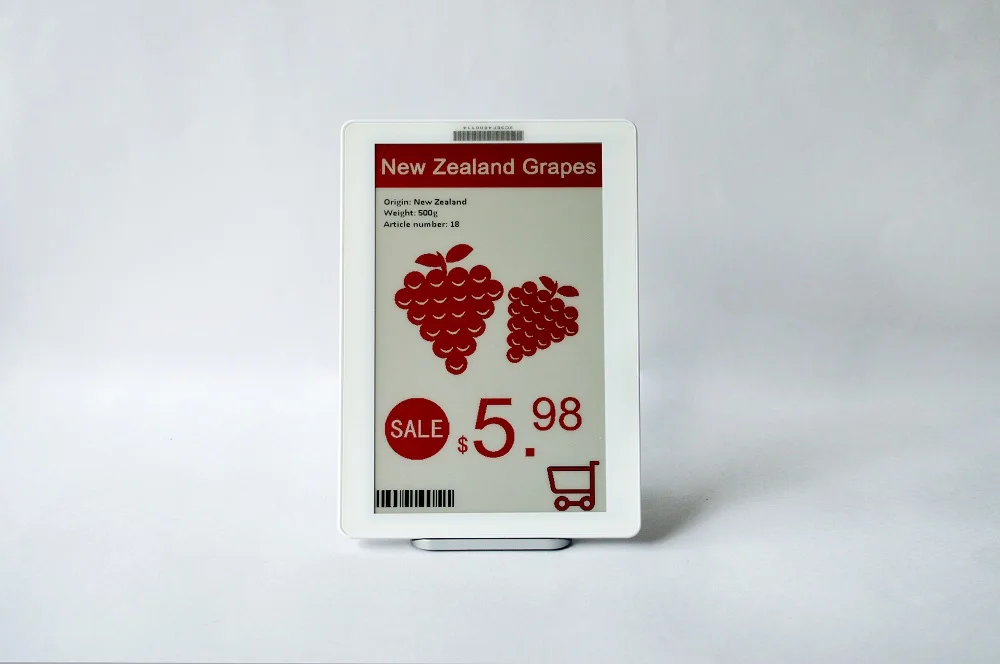 New Zealand Grapes
Origin: New Zealand
Weight: 500g
Article number: 18
SALE
$5.98